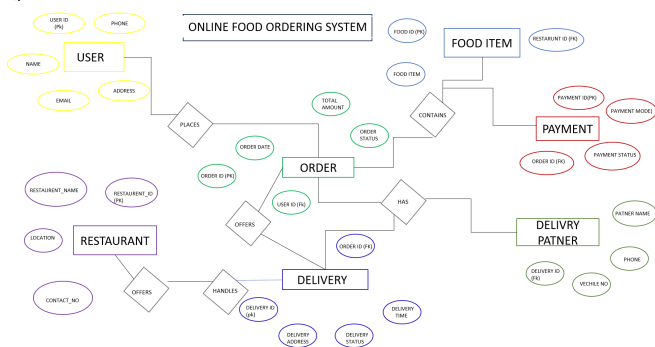 ONLINE FOOD ORDERING SYSTEM
USER ID
(Pk)
PHONE
USER
NAME
EMAIL
ADDRESS
PLACES
FOOD ID (PK)
FOOD ITEM
RESTARUNT ID (FK)
FOOD ITEM
CONTAINS
PAYMENT ID(PK)
PAYMENT MODE)
PAYMENT
ORDER ID (FK)
PAYMENT STATUS
TOTAL
AMOUNT
ORDER
STATUS
ORDER DATE
ORDER
ORDER ID (PK)
USER ID (Fk)
OFFERS
HAS
RESTAURENT_NAME
RESTAURENT_ID
(PK)
LOCATION
RESTAURANT
CONTACT_NO
OFFERS
HANDLES
ORDER ID (FK)
DELIVERY
DELIVERY ID
(pk)
DELIVERY
ADDRESS
DELIVERY
STATUS
DELIVERY
TIME
PATNER NAME
DELIVRY
PATNER
PHONE
DELIVERY ID
(Fk)
VECHILE NO